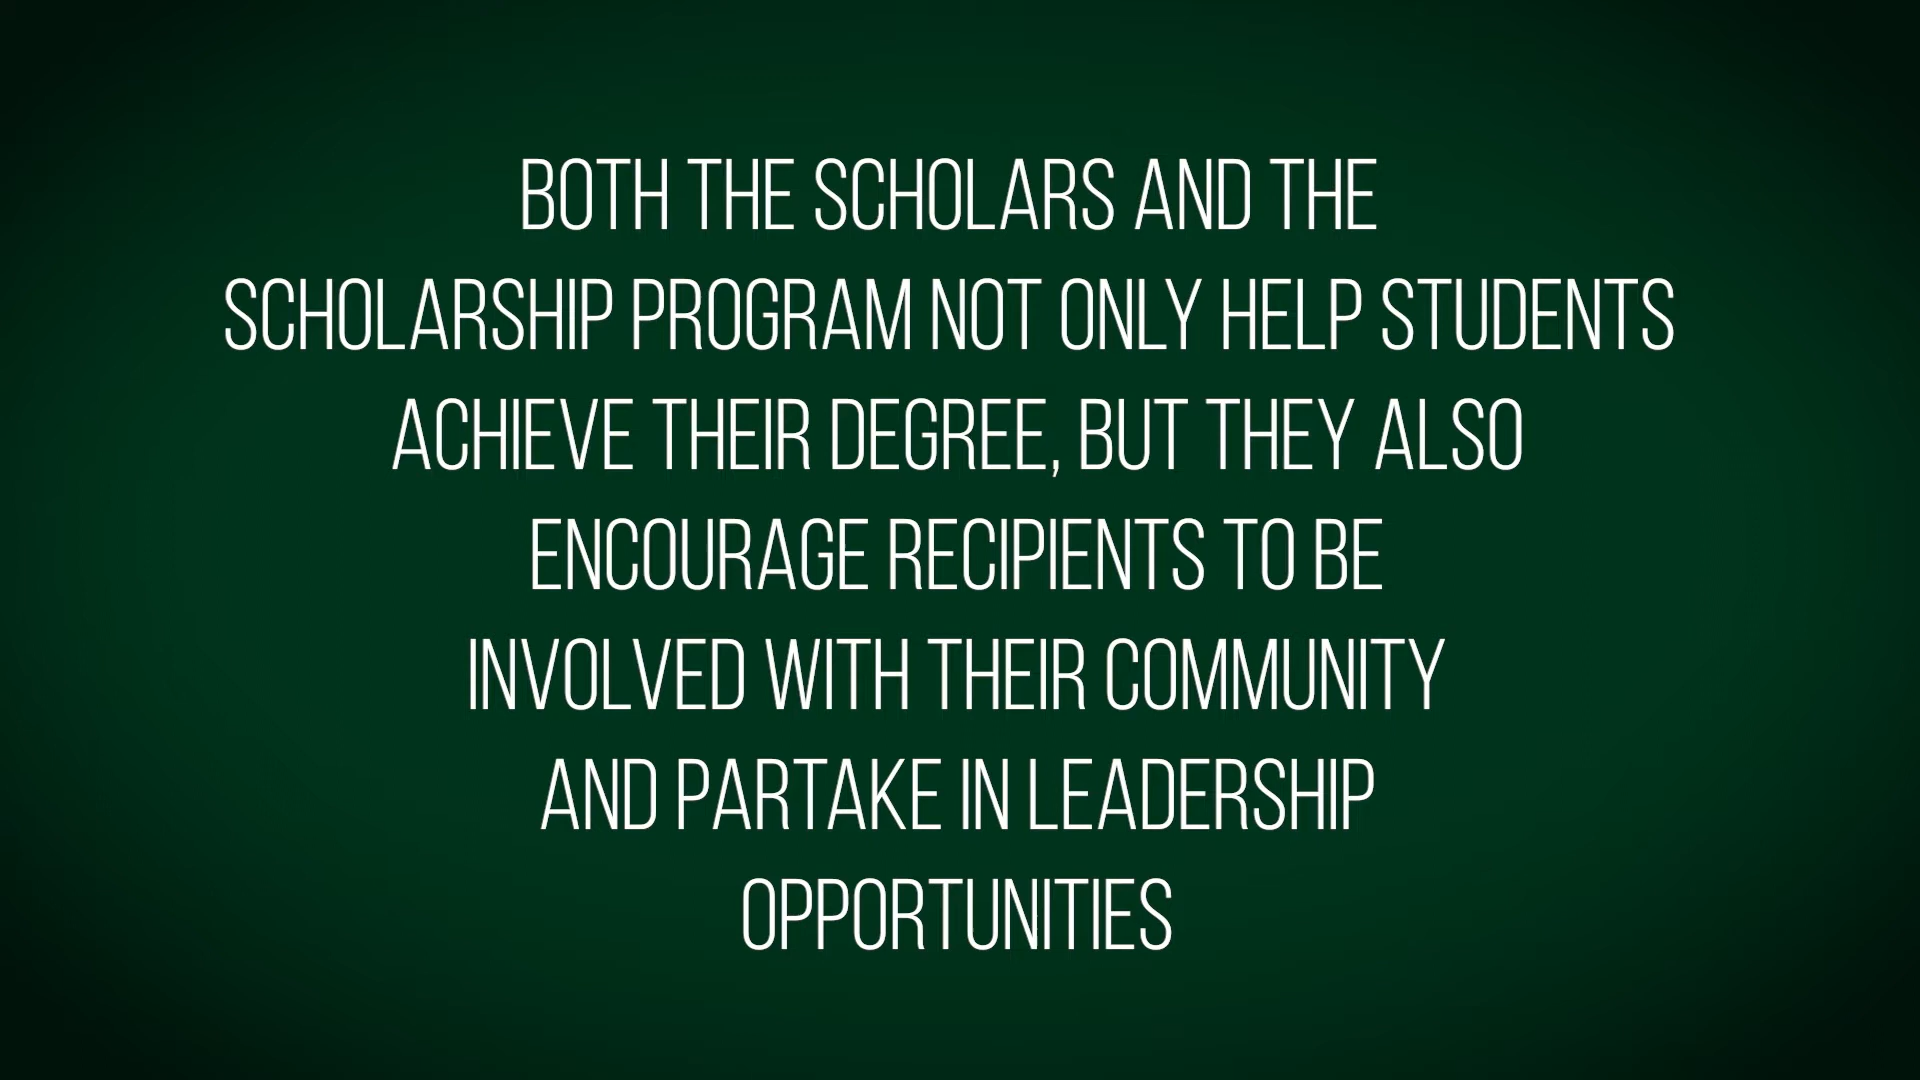 BOTH THE SCHOLARS AND THE
SCHOLARSHIP PROGRAM NOT ONLY HELP STUDENTS
ACHIEVE THEIR DEGREE, BUT THEY ALSO
ENCOURAGE RECIPIENTS TO BE
INVOLVED WITH THEIR COMMUNITY
AND PARTAKE IN LEADERSHIP
OPPORTUNITIES